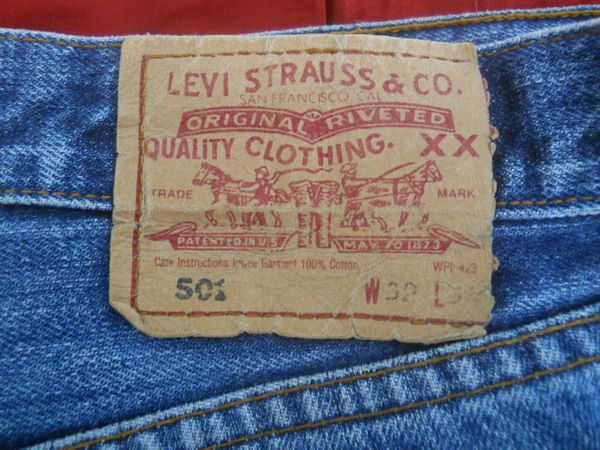 LEVI STRAUSS & CO.
SAN FRANCISCO, CAL
ORIGINAL RIVETED
QUALITY CLOTHING. XX
TRADE MARK
PATENTED IN U.S. MAY 20 1873
Care Instructions Inside Garment 100% Cotton WPL 423
501 W32 L